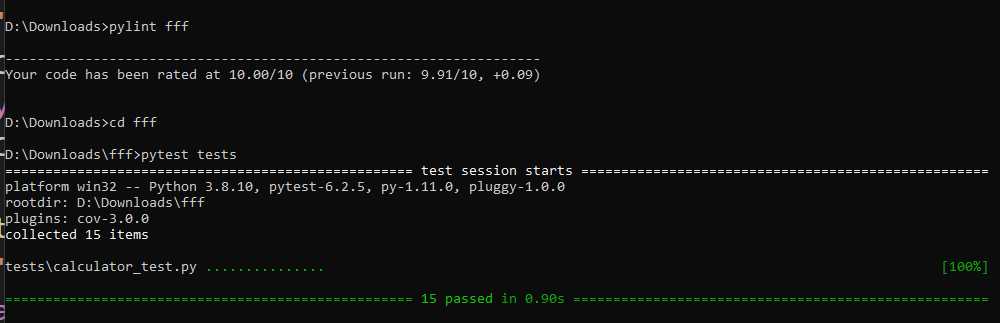 D:\Downloads>pylint fff
-------------------------------------------------------------------
Your code has been rated at 10.00/10 (previous run: 9.91/10, +0.09)
D:\Downloads>cd fff
D:\Downloads\fff>pytest tests
=================================================== test session starts ===================================================
platform win32 -- Python 3.8.10, pytest-6.2.5, py-1.11.0, pluggy-1.0.0
rootdir: D:\Downloads\fff
plugins: cov-3.0.0
collected 15 items
tests\calculator_test.py ............... [100%]
=================================================== 15 passed in 0.90s ====================================================